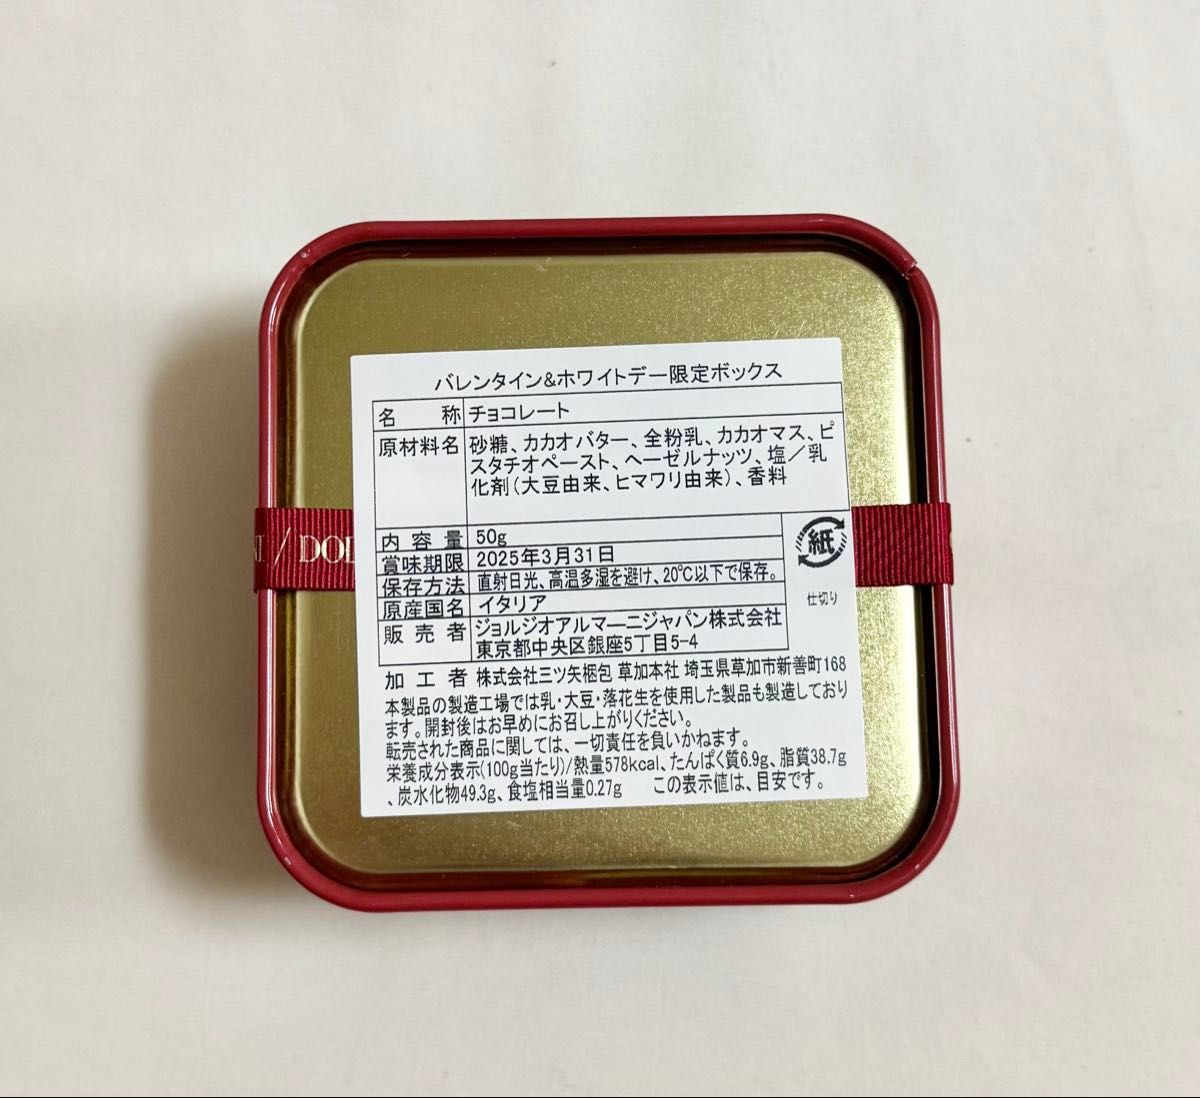 バレンタイン&ホワイトデー限定ボックス
名 称 チョコレート
原材料名 砂糖、カカオバター、全粉乳、カカオマス、ピ
スタチオペースト、ヘーゼルナッツ、塩／乳
化剤(大豆由来、ヒマワリ由来)、香料
内容量 50g
賞味期限 2025年3月31日
保存方法 直射日光、高温多湿を避け、20℃以下で保存。
原産国名 イタリア
販売者 ジョルジオアルマーニジャパン株式会社
東京都中央区銀座5丁目5-4
紙
仕切り
加工者 株式会社三ツ矢梱包 草加本社 埼玉県草加市新善町168
本製品の製造工場では乳・大豆・落花生を使用した製品も製造しており
ます。開封後はお早めにお召し上がりください。
転売された商品に関しては、一切責任を負いかねます。
栄養成分表示(100g当たり)/熱量578kcal、たんぱく質6.9g、脂質38.7g
、炭水化物49.3g、食塩相当量0.27g この表示値は、目安です。
/ DOL